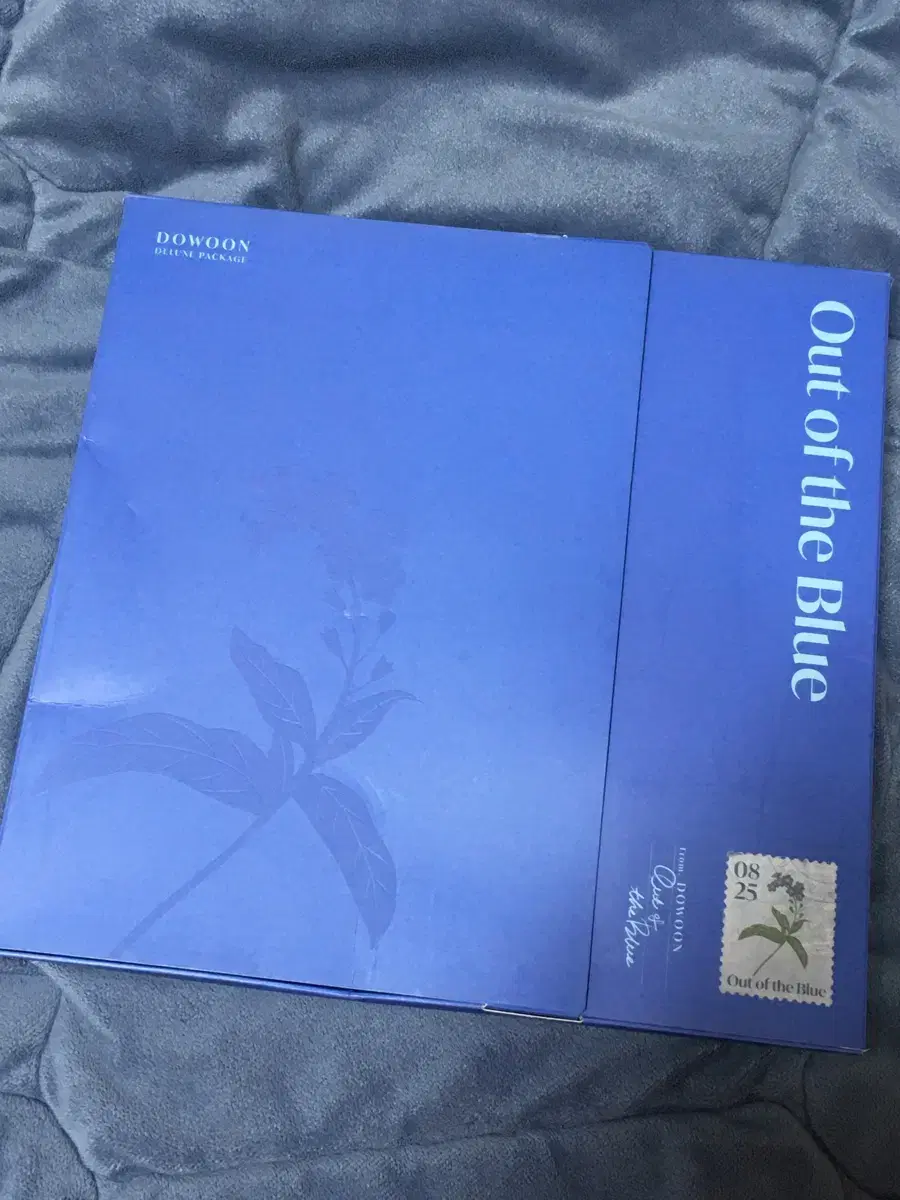 DOWOON
DELUXE PACKAGE
Out of the Blue
From. DOWOON
Out of
the Blue
08
25
Out of the Blue